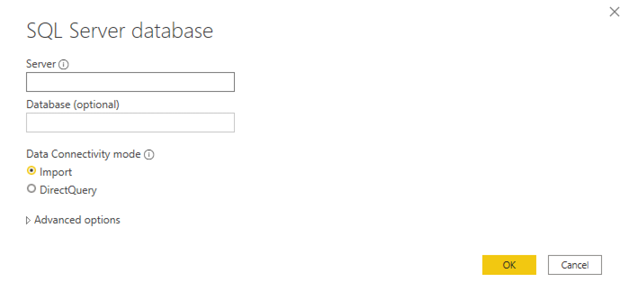 SQL Server database
Server
Database (optional)
Data Connectivity mode
Import
DirectQuery
Advanced options
OK Cancel